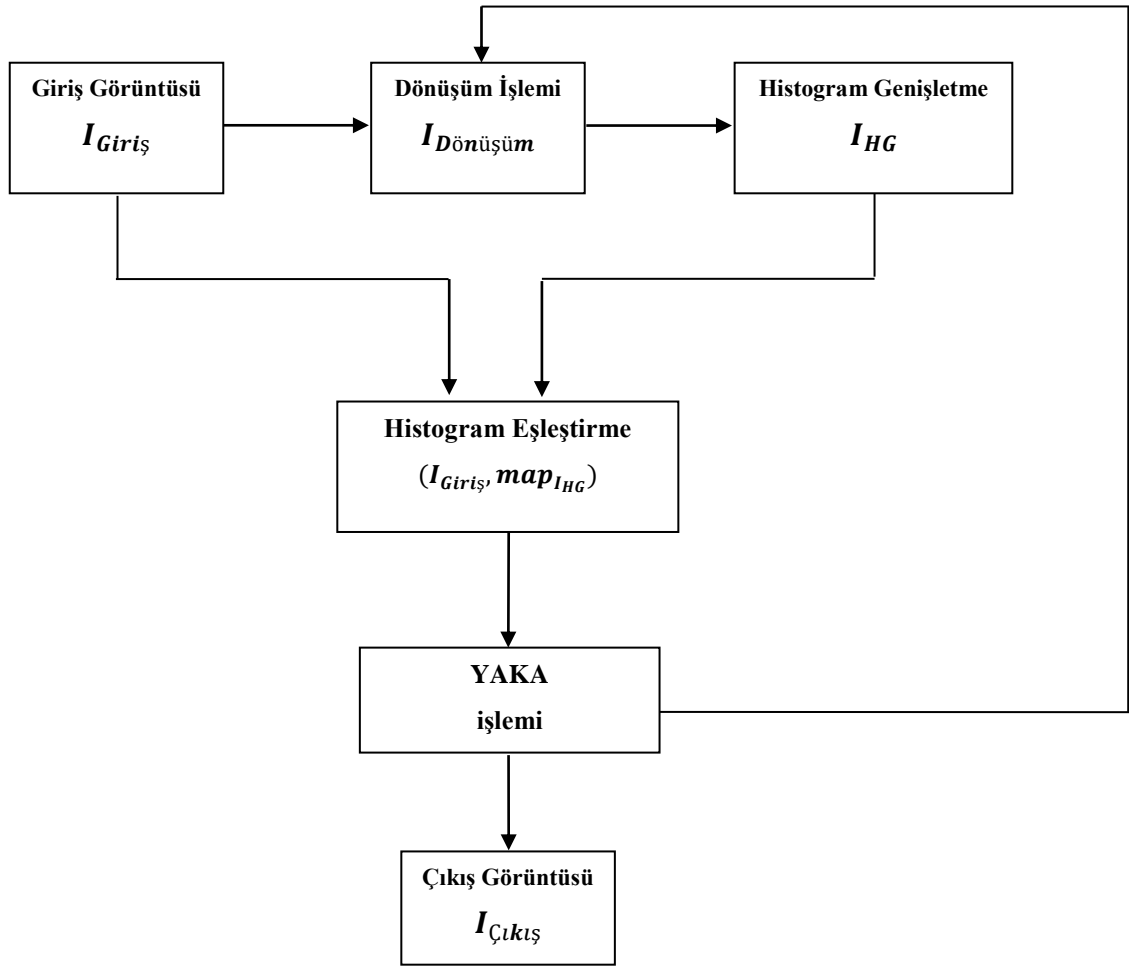 Giriş Görüntüsü
I_Giriş
Dönüşüm İşlemi
I_Dönüşüm
Histogram Genişletme
I_HG
Histogram Eşleştirme
(I_Giriş, map_I_HG)
YAKA
işlemi
Çıkış Görüntüsü
I_Çıkış